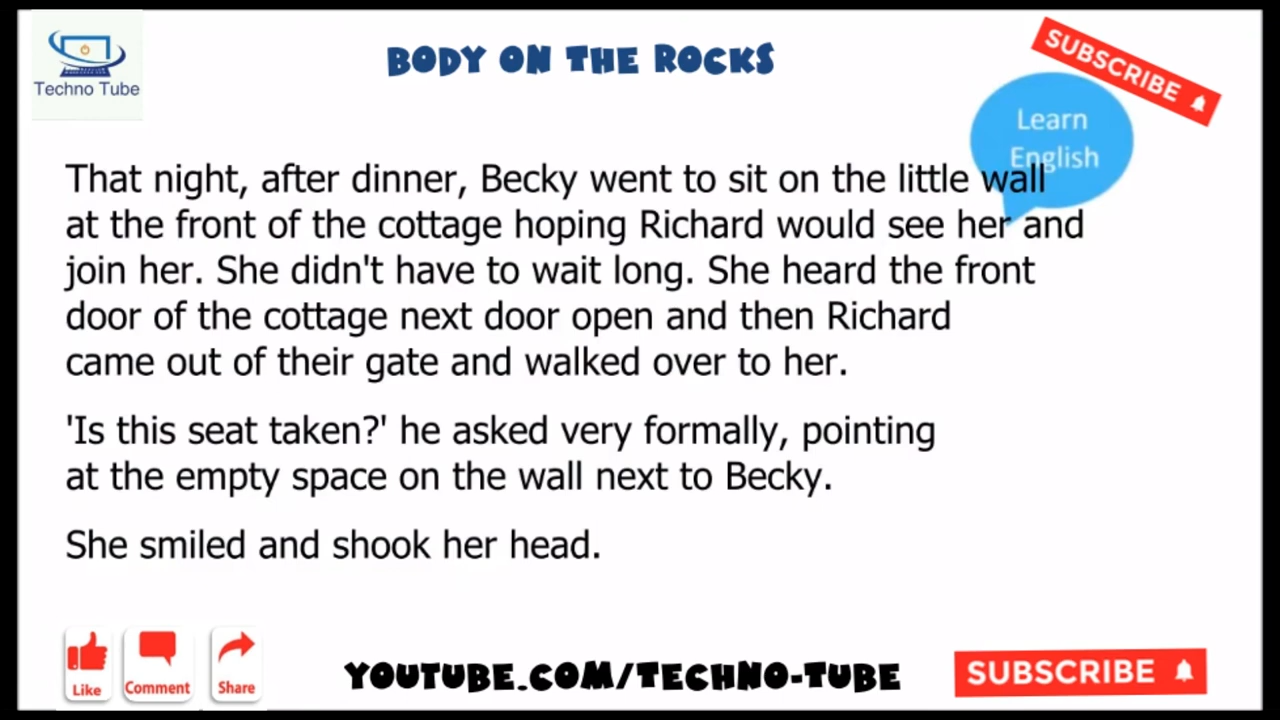 BODY ON THE ROCKS
SUBSCRIBE
Techno Tube
Learn
English
That night, after dinner, Becky went to sit on the little wall
at the front of the cottage hoping Richard would see her and
join her. She didn't have to wait long. She heard the front
door of the cottage next door open and then Richard
came out of their gate and walked over to her.
'Is this seat taken?' he asked very formally, pointing
at the empty space on the wall next to Becky.
She smiled and shook her head.
Like
Comment
Share
YOUTUBE.COM/TECHNO-TUBE
SUBSCRIBE